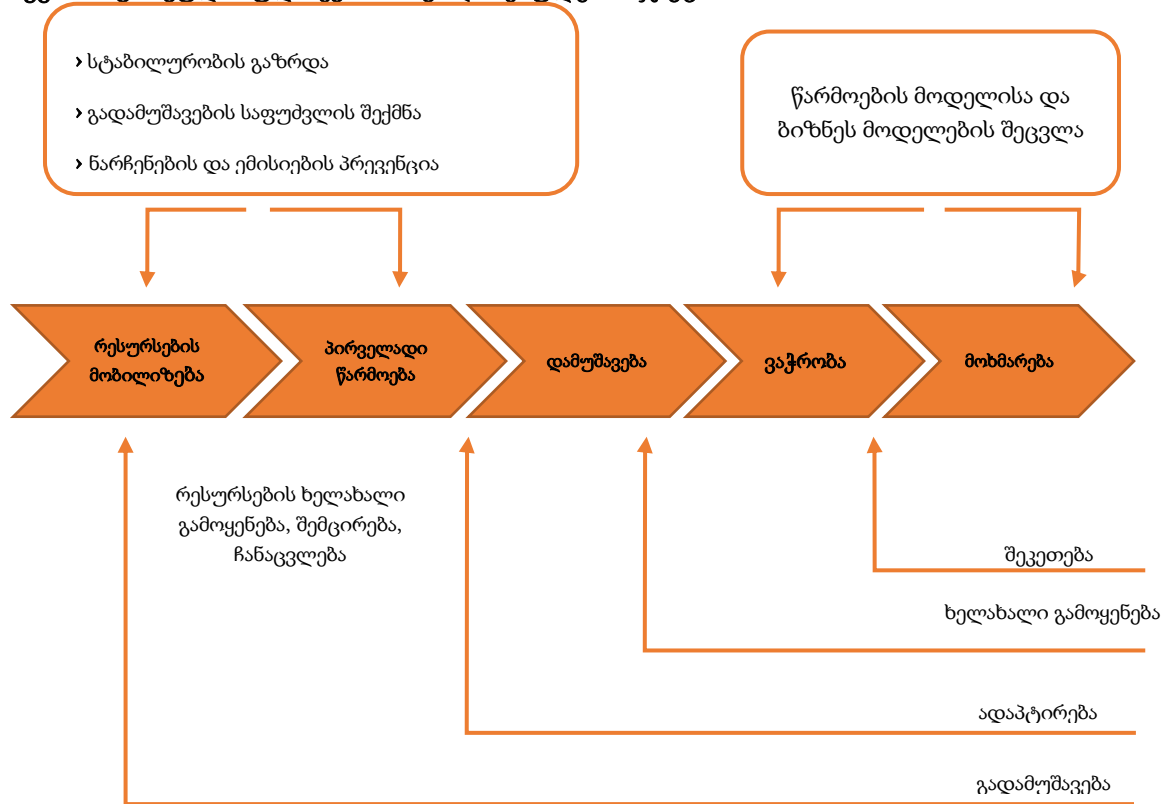 › სტაბილურობის გაზრდა
› გადამუშავების საფუძვლის შექმნა
› ნარჩენების და ემისიების პრევენცია
წარმოების მოდელისა და
ბიზნეს მოდელების შეცვლა
რესურსების
მობილიზება
პირველადი
წარმოება
დამუშავება
ვაჭრობა
მოხმარება
რესურსების ხელახალი
გამოყენება, შემცირება,
ჩანაცვლება
შეკეთება
ხელახალი გამოყენება
ადაპტირება
გადამუშავება